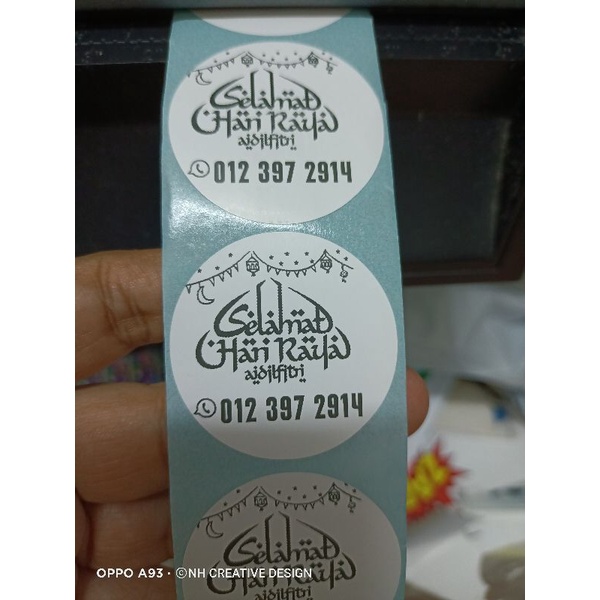 Selamat
Hari Raya
aidilfitri
012 397 2914
Selamat
Hari Raya
aidilfitri
012 397 2914
Selamat
Hari Raya
aidilfitri
OPPO A93 · ©NH CREATIVE DESIGN